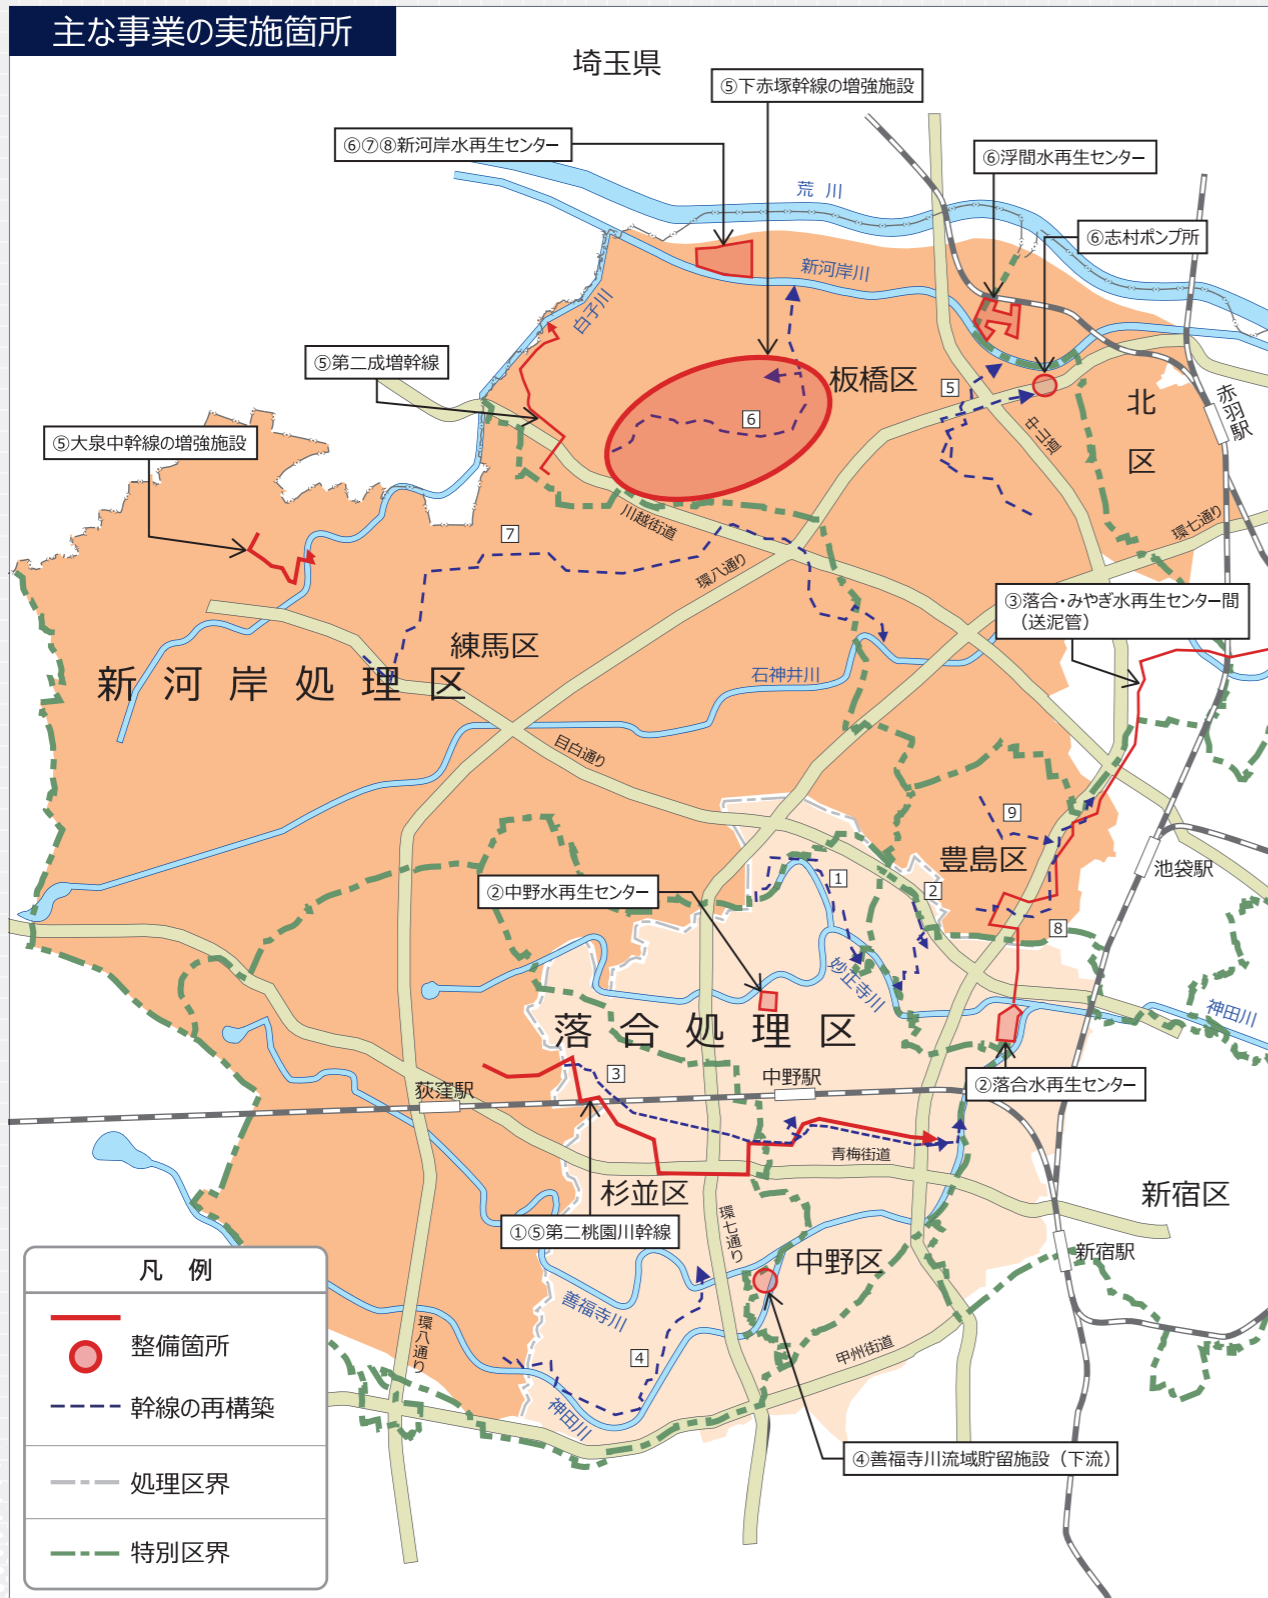 主な事業の実施箇所
埼玉県
⑤下赤塚幹線の増強施設
⑥⑦⑧新河岸水再生センター
⑥浮間水再生センター
荒川
⑥志村ポンプ所
新河岸川
白子川
⑤第二成増幹線
板橋区
5
北区
赤羽駅
6
中山道
⑤大泉中幹線の増強施設
川越街道
7
環七通り
環八通り
③落合・みやぎ水再生センター間
（送泥管）
練馬区
新河岸処理区
石神井川
目白通り
9
豊島区
池袋駅
②中野水再生センター
1
2
8
妙正寺川
神田川
落合処理区
3
中野駅
荻窪駅
②落合水再生センター
青梅街道
杉並区
新宿区
①⑤第二桃園川幹線
環七通り
中野区
新宿駅
善福寺川
環八通り
4
甲州街道
神田川
④善福寺川流域貯留施設（下流）
凡 例
整備箇所
幹線の再構築
処理区界
特別区界